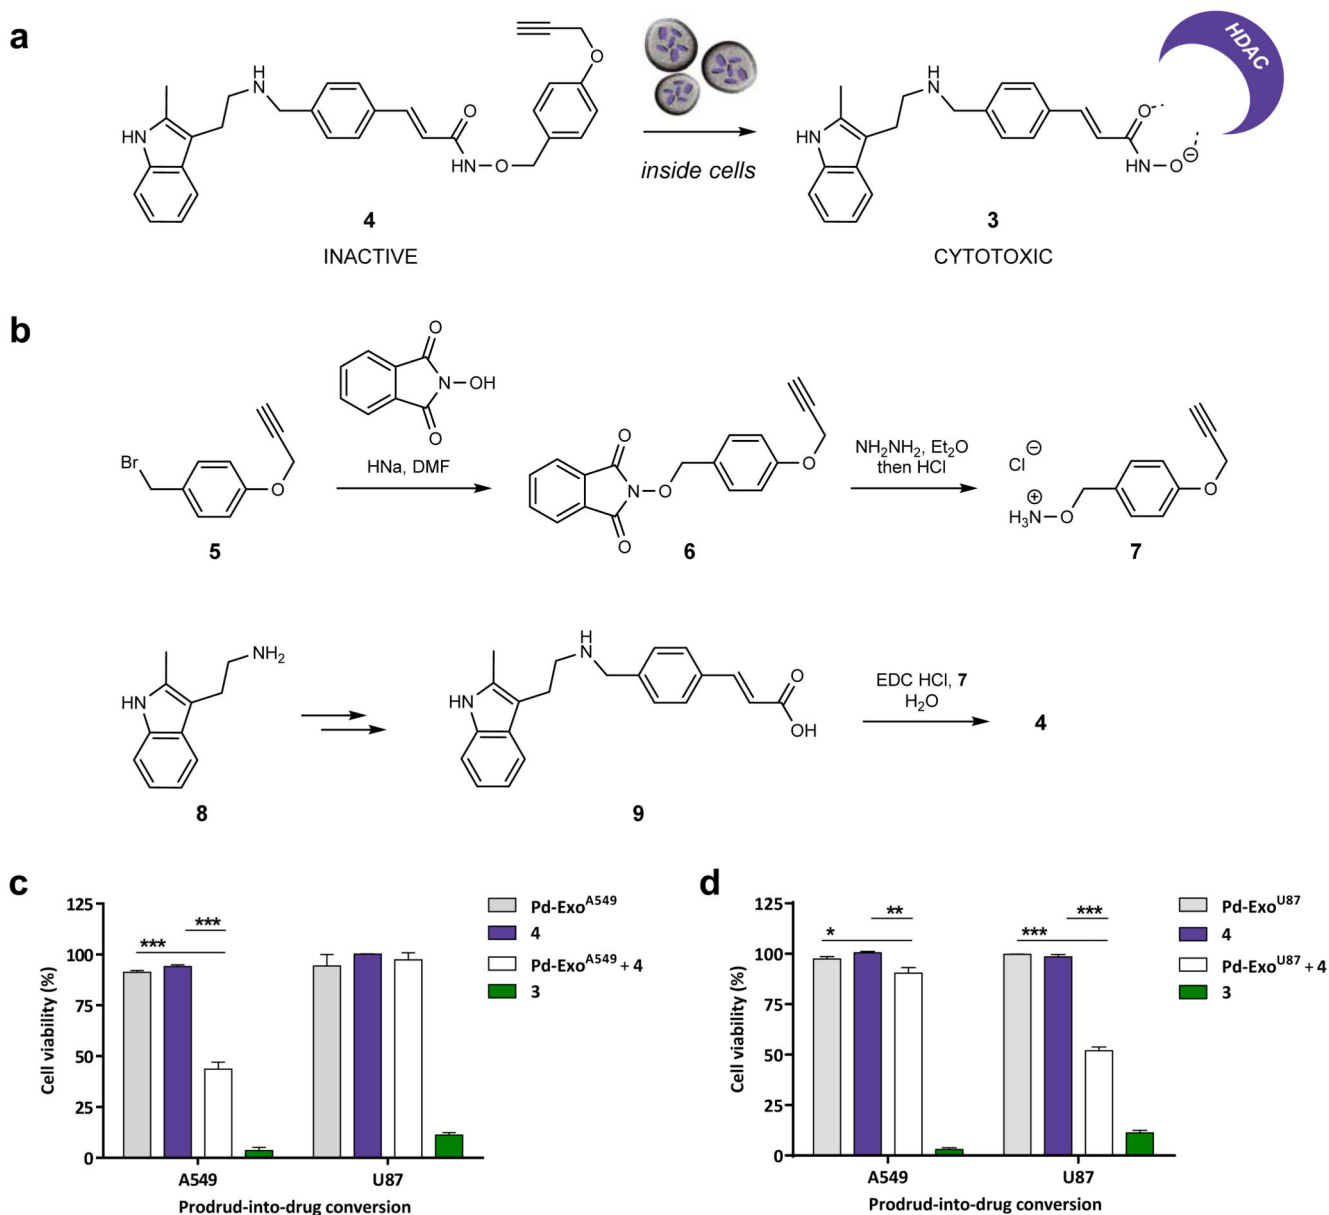 a
H
N
HN
O
O
HN
O
4
INACTIVE
inside cells
H
N
HN
O
HN
O
⊖
3
CYTOTOXIC
HDAC
b
Br
O
5
O
N
OH
O
HNa, DMF
O
N
O
O
O
6
NH2NH2, Et2O
then HCl
⊖
Cl
⊕
H3N
O
O
7
NH2
HN
8
H
N
HN
O
OH
9
EDC HCl, 7
H2O
4
c
Cell viability (%)
125
100
75
50
25
0
***
***
A549
U87
Prodrud-into-drug conversion
Pd-Exo^A549
4
Pd-Exo^A549 + 4
3
d
Cell viability (%)
125
100
75
50
25
0
*
**
***
***
A549
U87
Prodrud-into-drug conversion
Pd-Exo^U87
4
Pd-Exo^U87 + 4
3